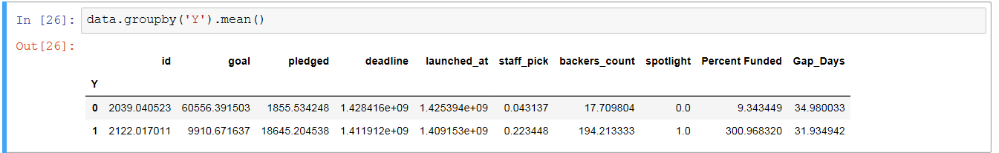 In [26]: data.groupby('Y').mean()
Out[26]:
id goal pledged deadline launched_at staff_pick backers_count spotlight Percent Funded Gap_Days
Y
0 2039.040523 60556.391503 1855.534248 1.428416e+09 1.425394e+09 0.043137 17.709804 0.0 9.343449 34.980033
1 2122.017011 9910.671637 18645.204538 1.411912e+09 1.409153e+09 0.223448 194.213333 1.0 300.968320 31.934942